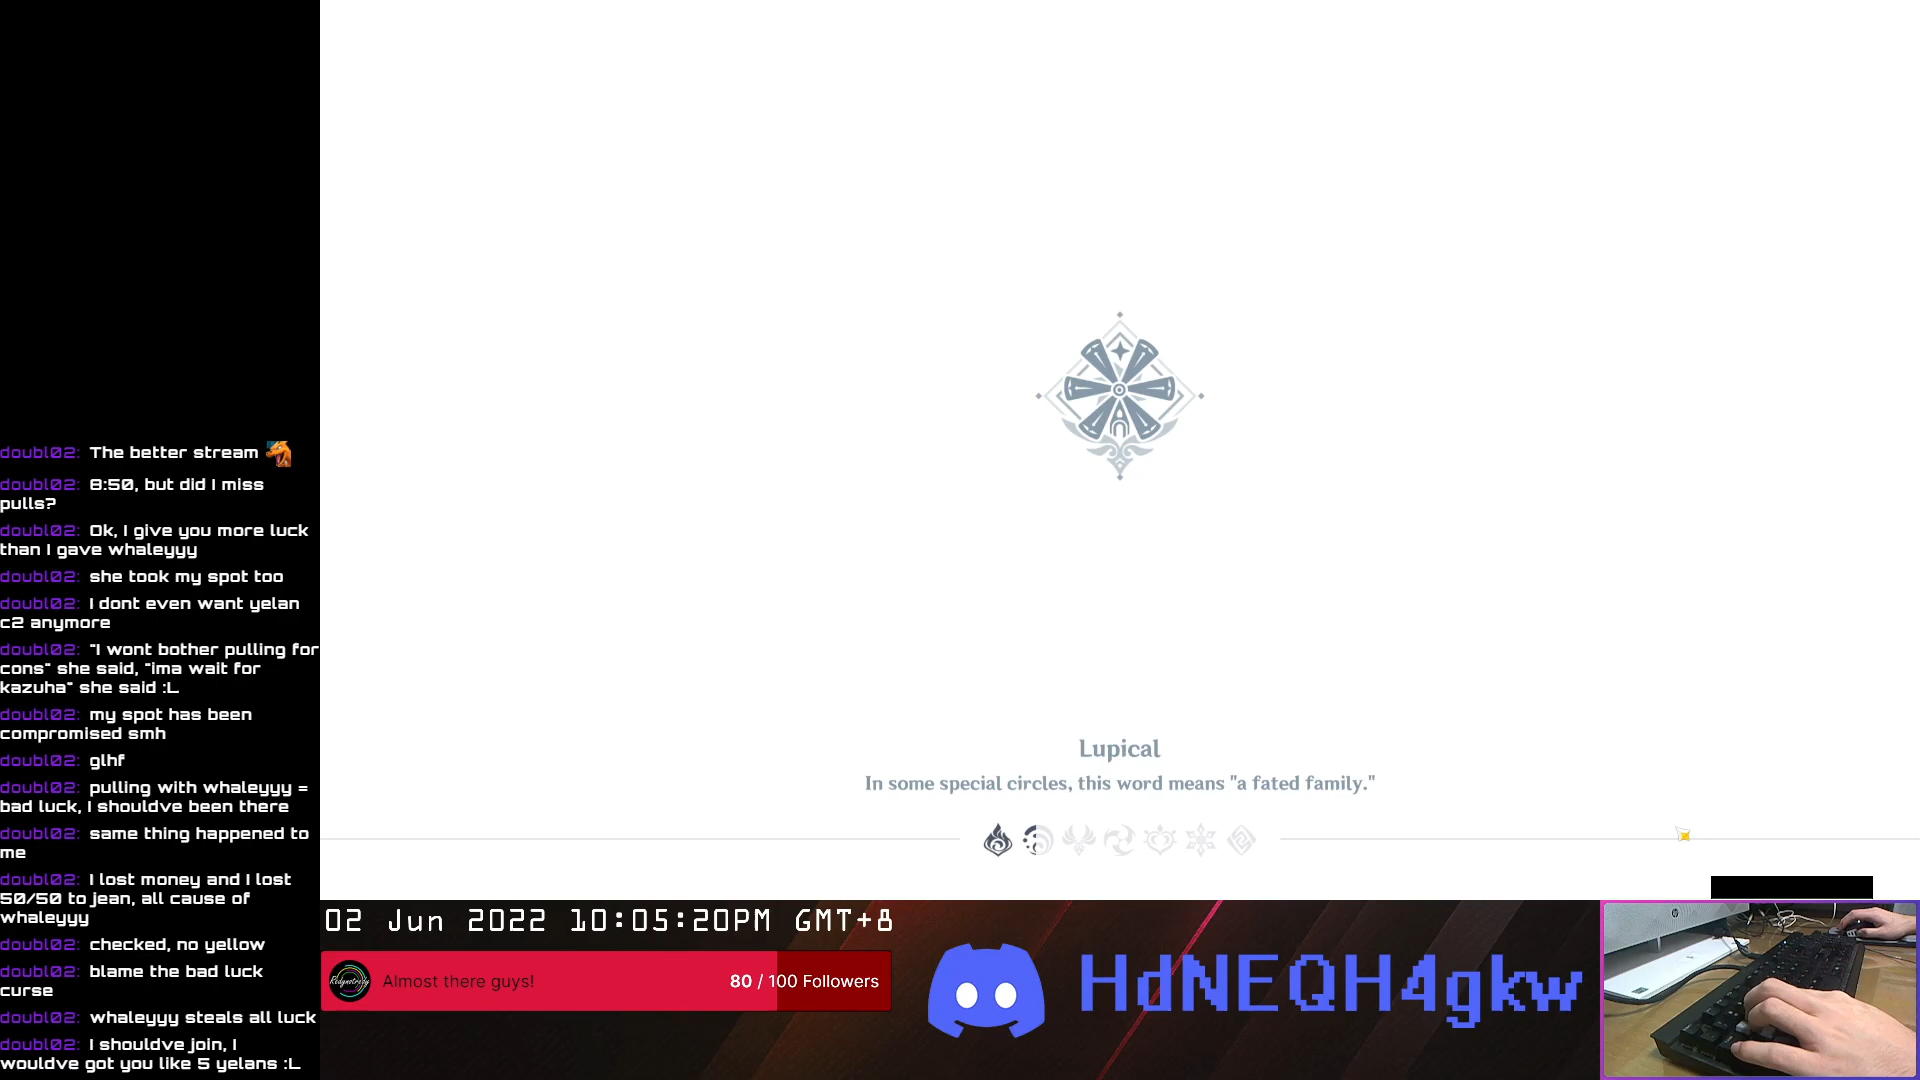 doubl02: The better stream
doubl02: 8:50, but did I miss
pulls?
doubl02: Ok, I give you more luck
than I gave whaleyyy
doubl02: she took my spot too
doubl02: I dont even want yelan
c2 anymore
doubl02: "I wont bother pulling for
cons" she said, "ima wait for
kazuha" she said :L
doubl02: my spot has been
compromised smh
doubl02: glhf
doubl02: pulling with whaleyyy =
bad luck, I shouldve been there
doubl02: same thing happened to
me
doubl02: I lost money and I lost
50/50 to jean, all cause of
whaleyyy
doubl02: checked, no yellow
doubl02: blame the bad luck
curse
doubl02: whaleyyy steals all luck
doubl02: I shouldve join, I
wouldve got you like 5 yelans :L
Lupical
In some special circles, this word means "a fated family."
02 Jun 2022 10:05:20PM GMT+8
Almost there guys!
80 / 100 Followers
HdNEQH4gkw